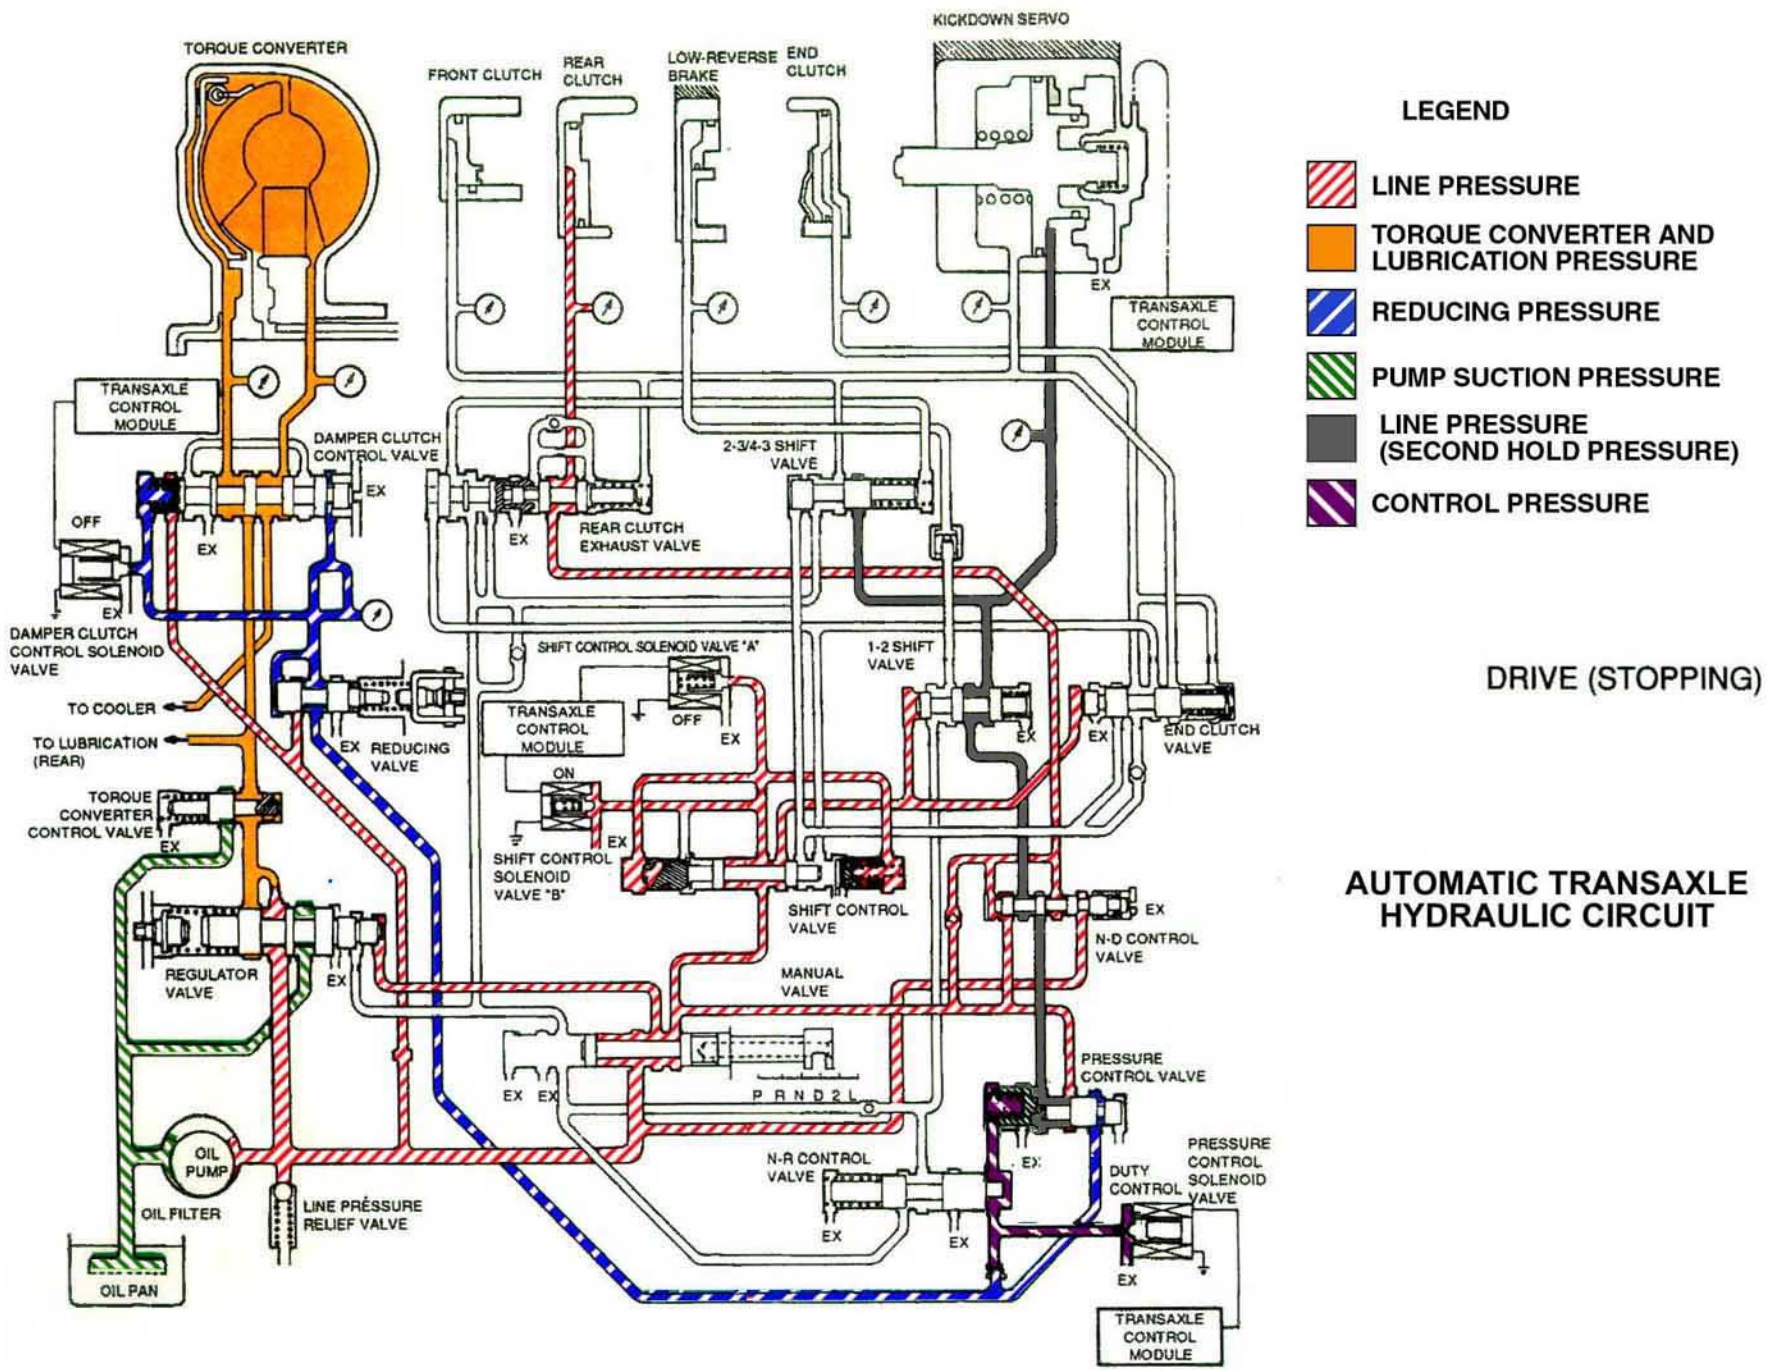 KICKDOWN SERVO
TORQUE CONVERTER
FRONT CLUTCH
REAR
CLUTCH
LOW-REVERSE
BRAKE
END
CLUTCH
LEGEND
LINE PRESSURE
TORQUE CONVERTER AND
LUBRICATION PRESSURE
REDUCING PRESSURE
PUMP SUCTION PRESSURE
LINE PRESSURE
(SECOND HOLD PRESSURE)
CONTROL PRESSURE
EX
TRANSAXLE
CONTROL
MODULE
TRANSAXLE
CONTROL
MODULE
DAMPER CLUTCH
CONTROL VALVE
2-3/4-3 SHIFT
VALVE
EX
OFF
EX
EX
REAR CLUTCH
EXHAUST VALVE
EX
DAMPER CLUTCH
CONTROL SOLENOID
VALVE
SHIFT CONTROL SOLENOID VALVE "A"
1-2 SHIFT
VALVE
DRIVE (STOPPING)
TO COOLER
TRANSAXLE
CONTROL
MODULE
OFF
EX
EX
EX
END CLUTCH
VALVE
TO LUBRICATION
(REAR)
EX
REDUCING
VALVE
ON
TORQUE
CONVERTER
CONTROL VALVE
EX
EX
SHIFT CONTROL
SOLENOID
VALVE "B"
SHIFT CONTROL
VALVE
EX
N-D CONTROL
VALVE
AUTOMATIC TRANSAXLE
HYDRAULIC CIRCUIT
REGULATOR
VALVE
EX
MANUAL
VALVE
PRESSURE
CONTROL VALVE
EX
EX
P R N D 2 L
OIL
PUMP
N-R CONTROL
VALVE
EX
DUTY
CONTROL
PRESSURE
CONTROL
SOLENOID
VALVE
OIL FILTER
LINE PRESSURE
RELIEF VALVE
EX
EX
EX
OIL PAN
TRANSAXLE
CONTROL
MODULE